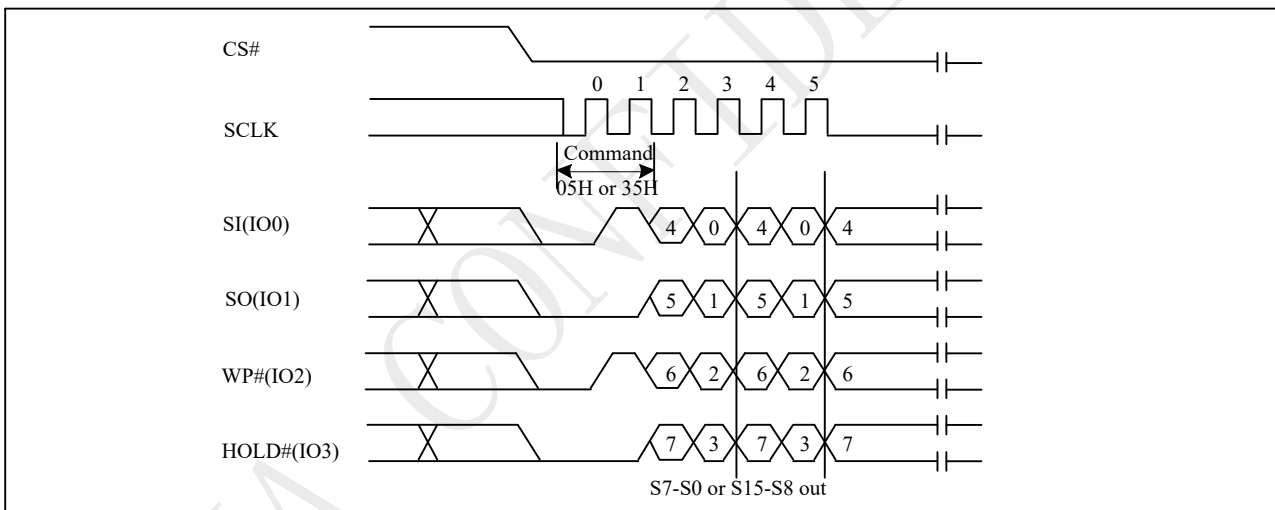 CS#
0 1 2 3 4 5
SCLK
Command
05H or 35H
SI(IO0) 4 0 4 0 4
SO(IO1) 5 1 5 1 5
WP#(IO2) 6 2 6 2 6
HOLD#(IO3) 7 3 7 3 7
S7-S0 or S15-S8 out